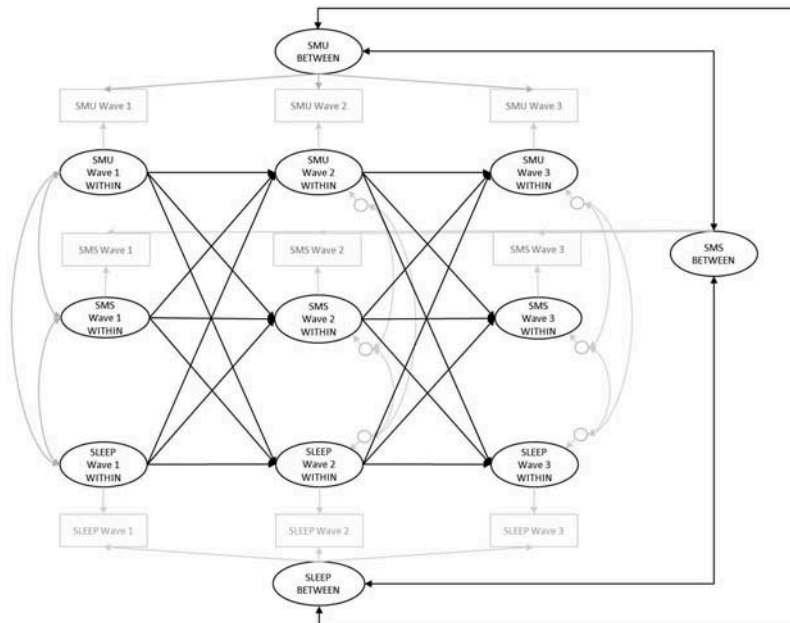 SMU
BETWEEN
SMU Wave 1
SMU Wave 2
SMU Wave 3
SMU
Wave 1
WITHIN
SMU
Wave 2
WITHIN
SMU
Wave 3
WITHIN
SMS Wave 1
SMS Wave 2
SMS Wave 3
SMS
BETWEEN
SMS
Wave 1
WITHIN
SMS
Wave 2
WITHIN
SMS
Wave 3
WITHIN
SLEEP
Wave 1
WITHIN
SLEEP
Wave 2
WITHIN
SLEEP
Wave 3
WITHIN
SLEEP Wave 1
SLEEP Wave 2
SLEEP Wave 3
SLEEP
BETWEEN